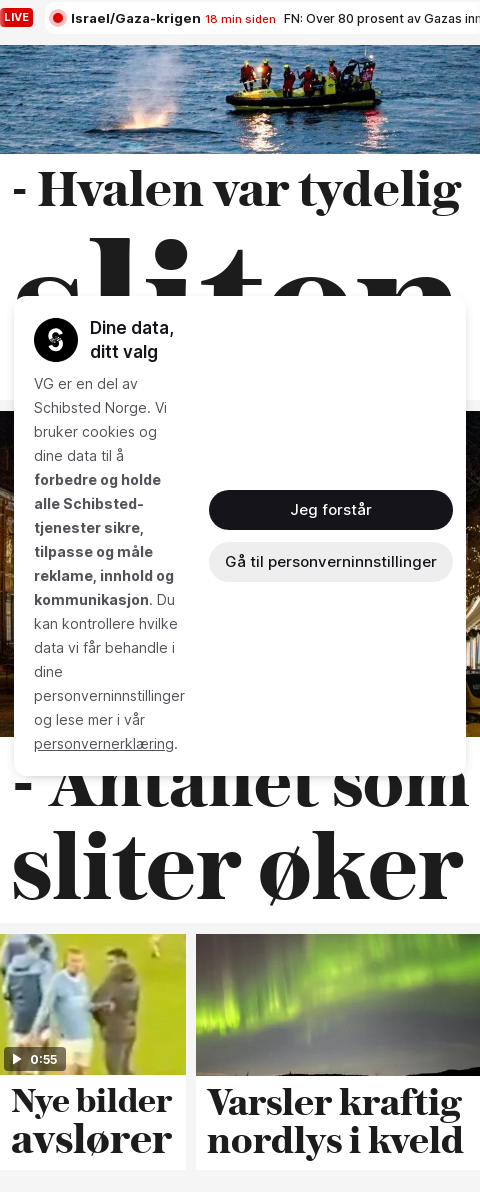 LIVE
Israel/Gaza-krigen 18 min siden FN: Over 80 prosent av Gazas
- Hvalen var tydelig
sliten
Dine data,
ditt valg
VG er en del av
Schibsted Norge. Vi
bruker cookies og
dine data til å
forbedre og holde
alle Schibsted-
tjenester sikre,
tilpasse og måle
reklame, innhold og
kommunikasjon. Du
kan kontrollere hvilke
data vi får behandle i
dine
personverninnstillinger
og lese mer i vår
personvernerklæring.
Jeg forstår
Gå til personverninnstillinger
- Antallet som
sliter øker
0:55
Nye bilder
avslører
Varsler kraftig
nordlys i kveld